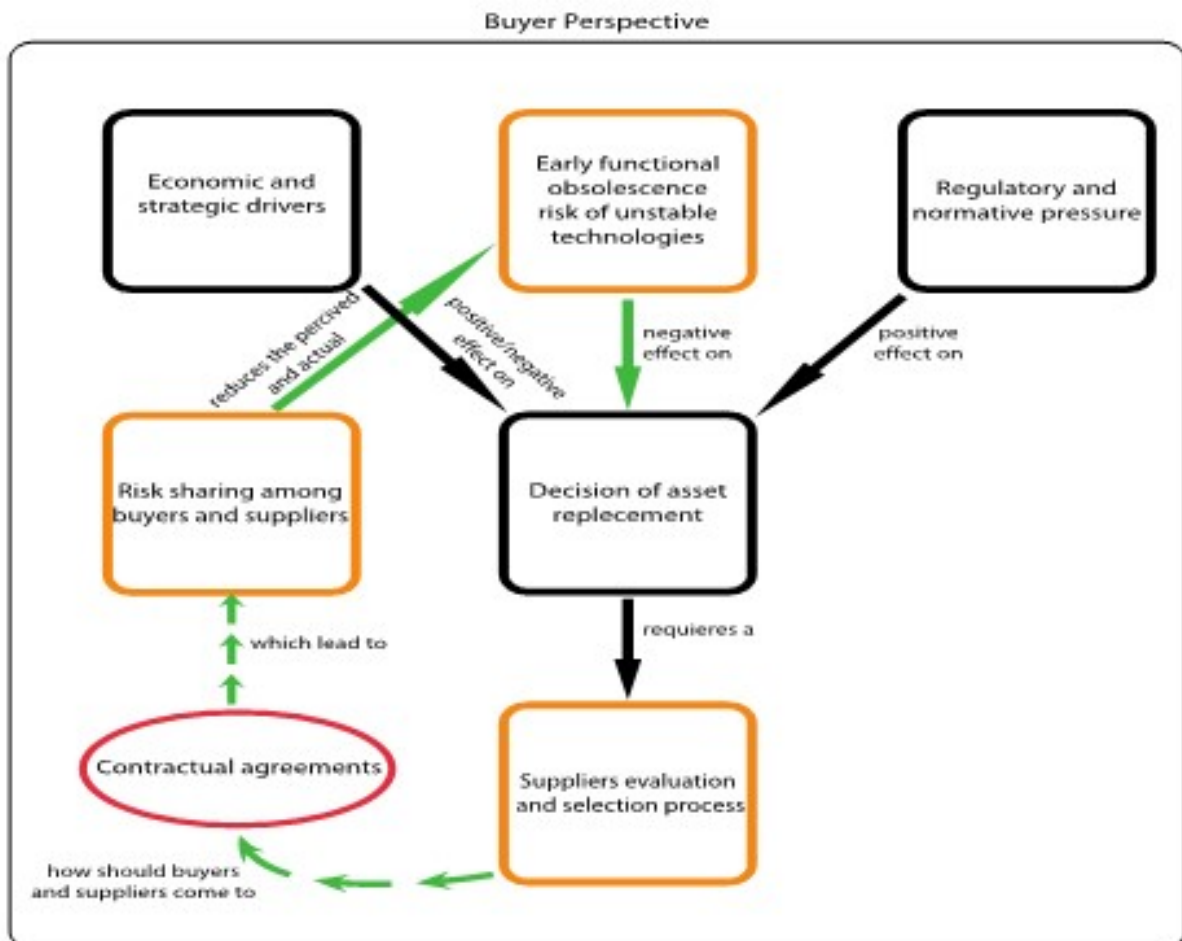 Buyer Perspective
Economic and
strategic drivers
Early functional
obsolescence
risk of unstable
technologies
Regulatory and
normative pressure
reduces the percived
and actual
positive/negative
effect on
negative
effect on
positive
effect on
Risk sharing among
buyers and suppliers
Decision of asset
replecement
which lead to
requieres a
Contractual agreements
Suppliers evaluation
and selection process
how should buyers
and suppliers come to